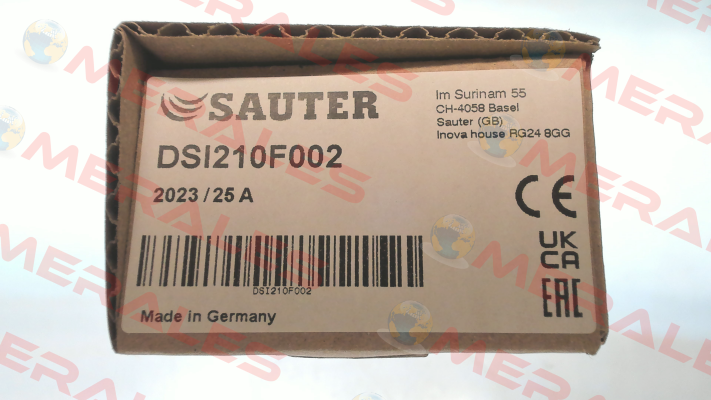 SAUTER
Im Surinam 55
CH-4058 Basel
Sauter (GB)
Inova house RG24 8GG
DSI210F002
2023 / 25 A
CE
UK
CA
EAC
DSI210F002
Made in Germany
MERALES
MERALES
MERALES
MERALES
MERALES